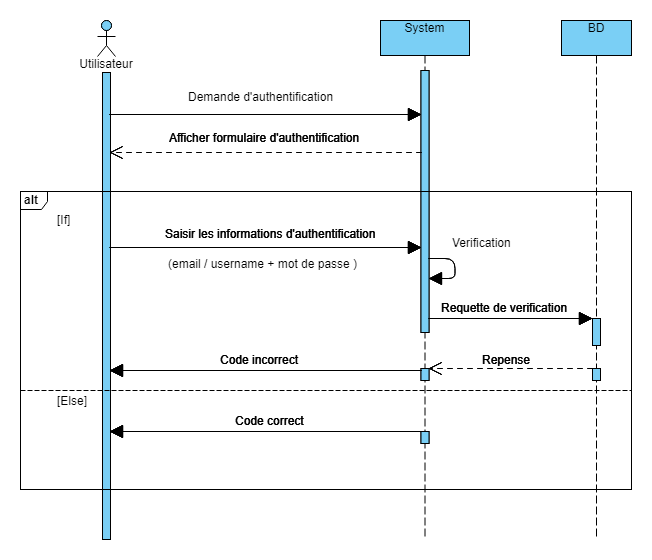 System
BD
Utilisateur
Demande d'authentification
Afficher formulaire d'authentification
alt
[If]
Saisir les informations d'authentification
(email / username + mot de passe )
Verification
Requette de verification
Code incorrect
Repense
[Else]
Code correct